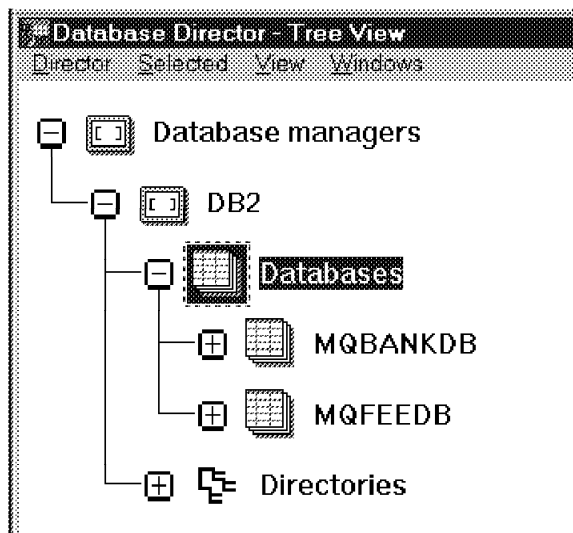 Database Director - Tree View
Director Selected View Windows
Database managers
DB2
Databases
MQBANKDB
MQFEEDB
Directories